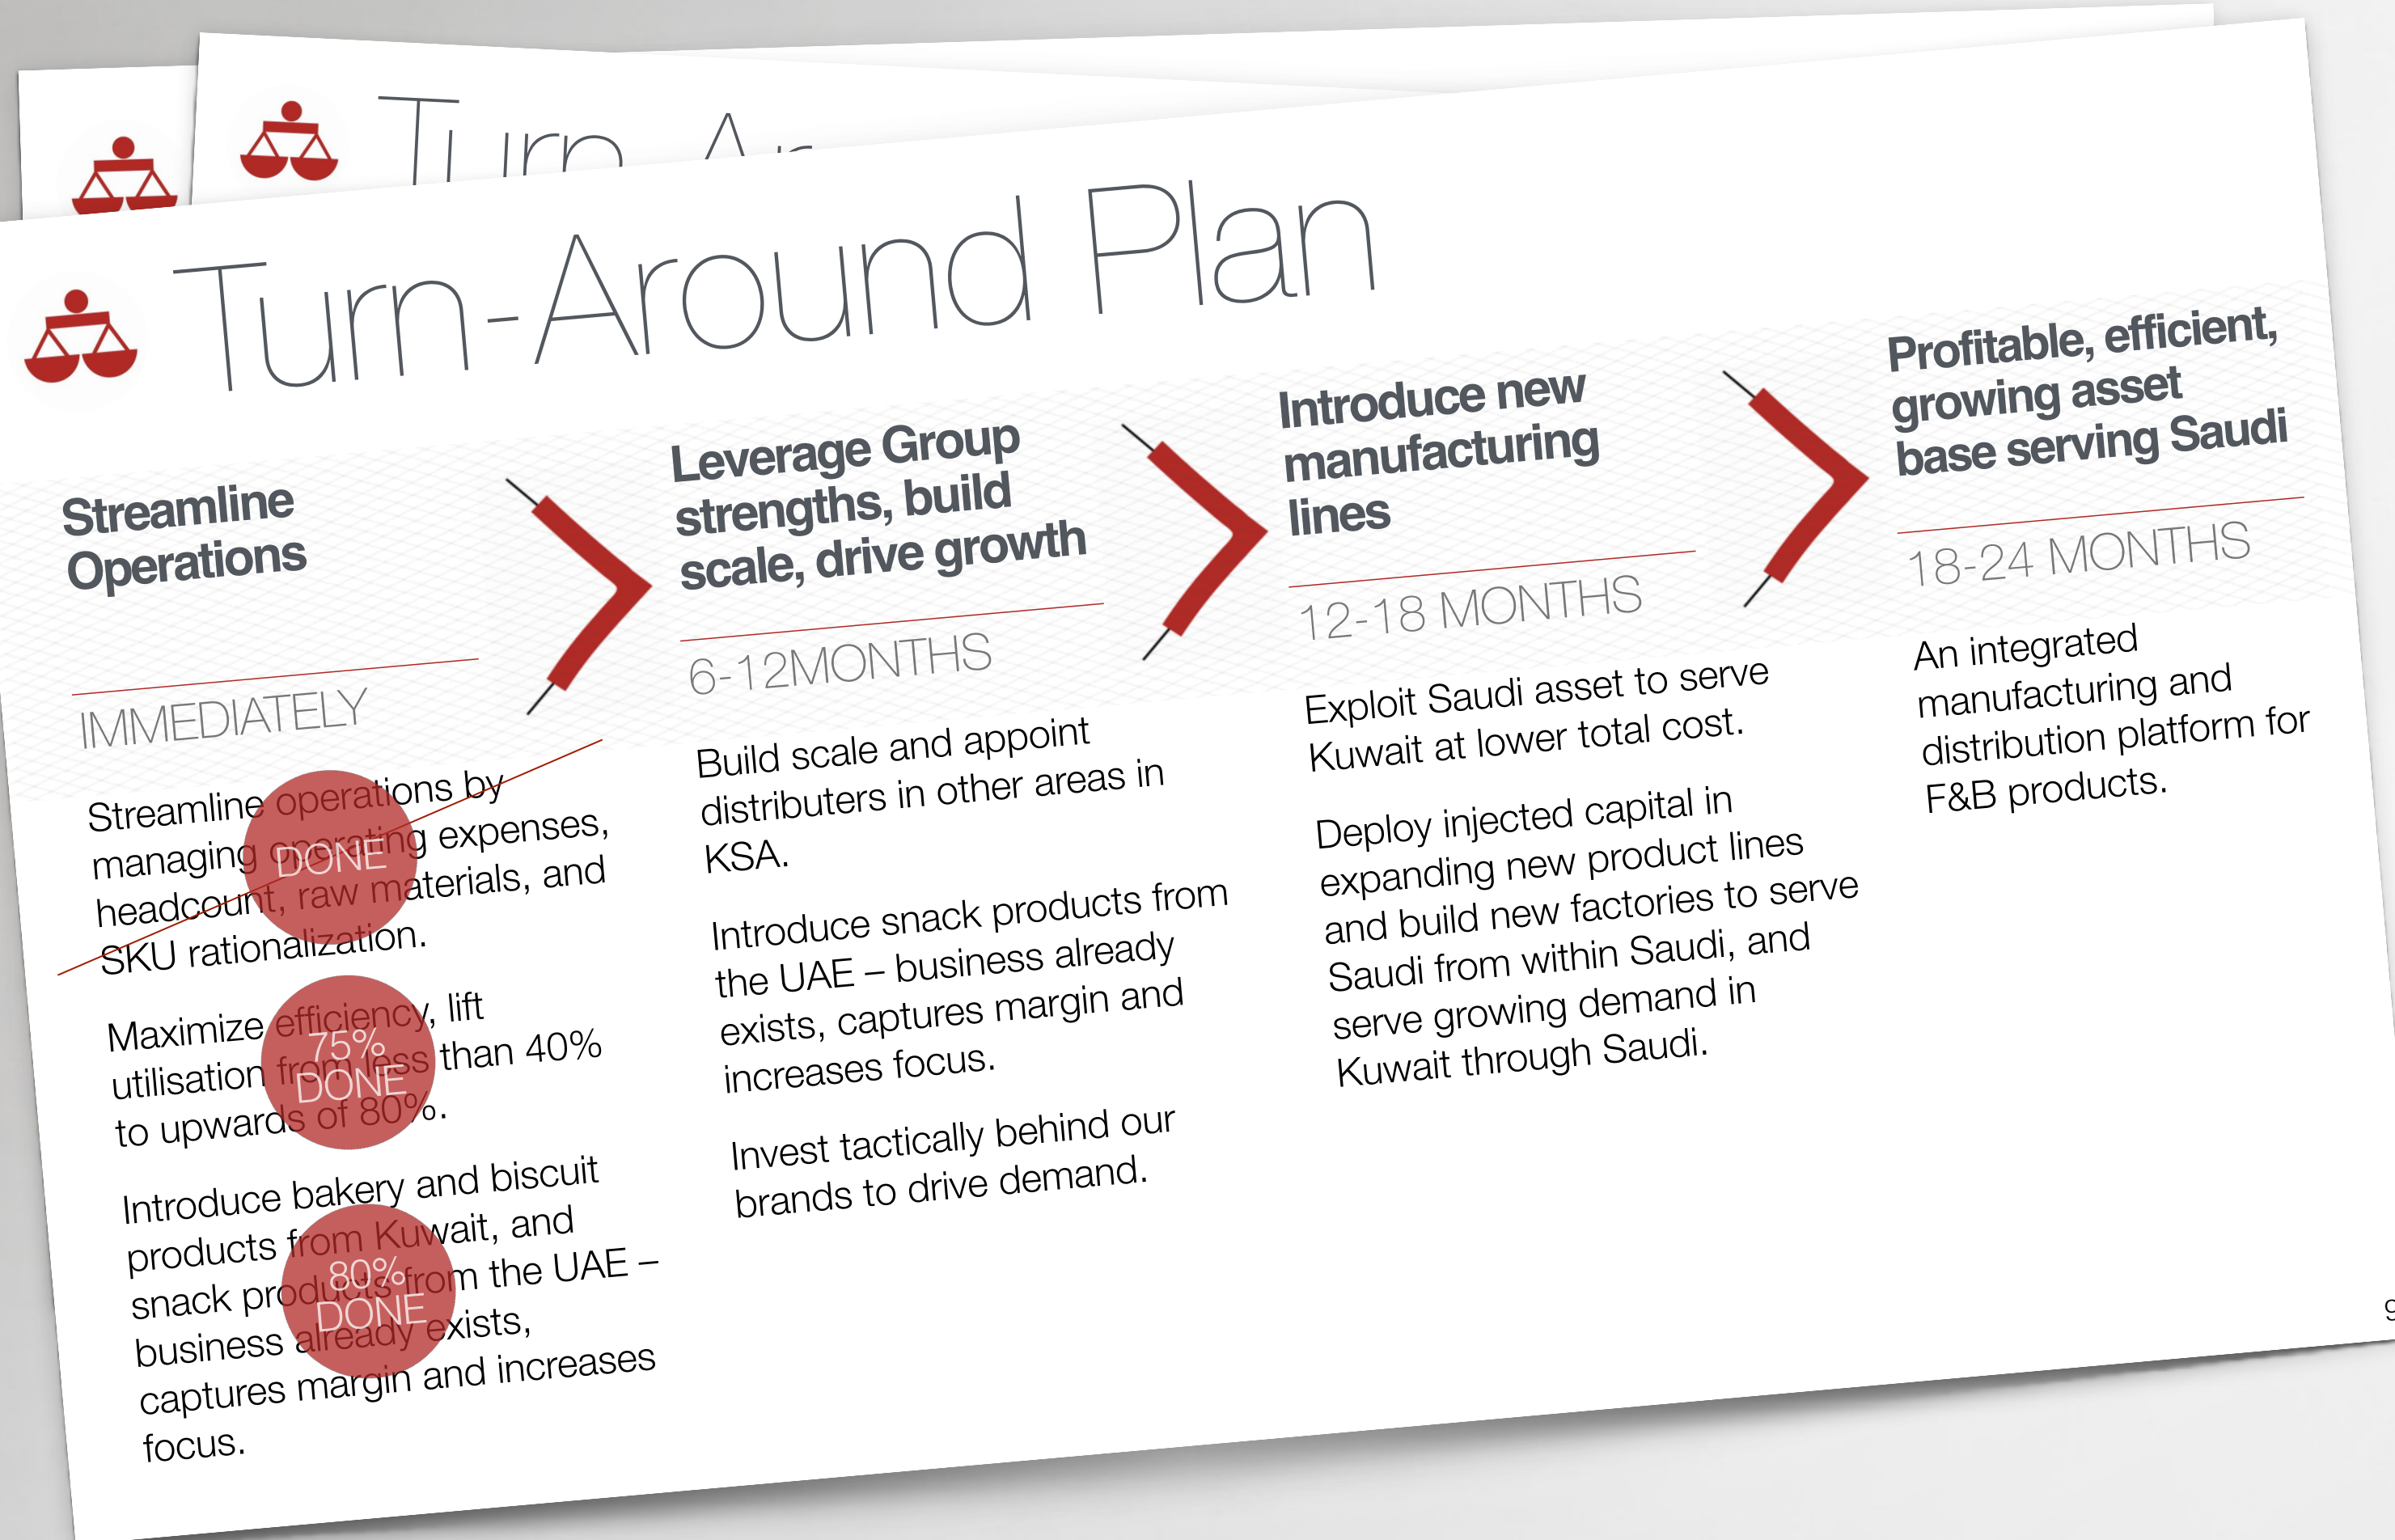 Turn-Ar
Turn-Around Plan
Streamline
Operations
IMMEDIATELY
Streamline operations by
managing operating expenses,
headcount, raw materials, and
SKU rationalization.
DONE
Maximize efficiency, lift
utilisation from less than 40%
to upwards of 80%.
75%
DONE
Introduce bakery and biscuit
products from Kuwait, and
snack products from the UAE –
business already exists,
captures margin and increases
focus.
80%
DONE
Leverage Group
strengths, build
scale, drive growth
6-12MONTHS
Build scale and appoint
distributers in other areas in
KSA.
Introduce snack products from
the UAE – business already
exists, captures margin and
increases focus.
Invest tactically behind our
brands to drive demand.
Introduce new
manufacturing
lines
12-18 MONTHS
Exploit Saudi asset to serve
Kuwait at lower total cost.
Deploy injected capital in
expanding new product lines
and build new factories to serve
Saudi from within Saudi, and
serve growing demand in
Kuwait through Saudi.
Profitable, efficient,
growing asset
base serving Saudi
18-24 MONTHS
An integrated
manufacturing and
distribution platform for
F&B products.
9